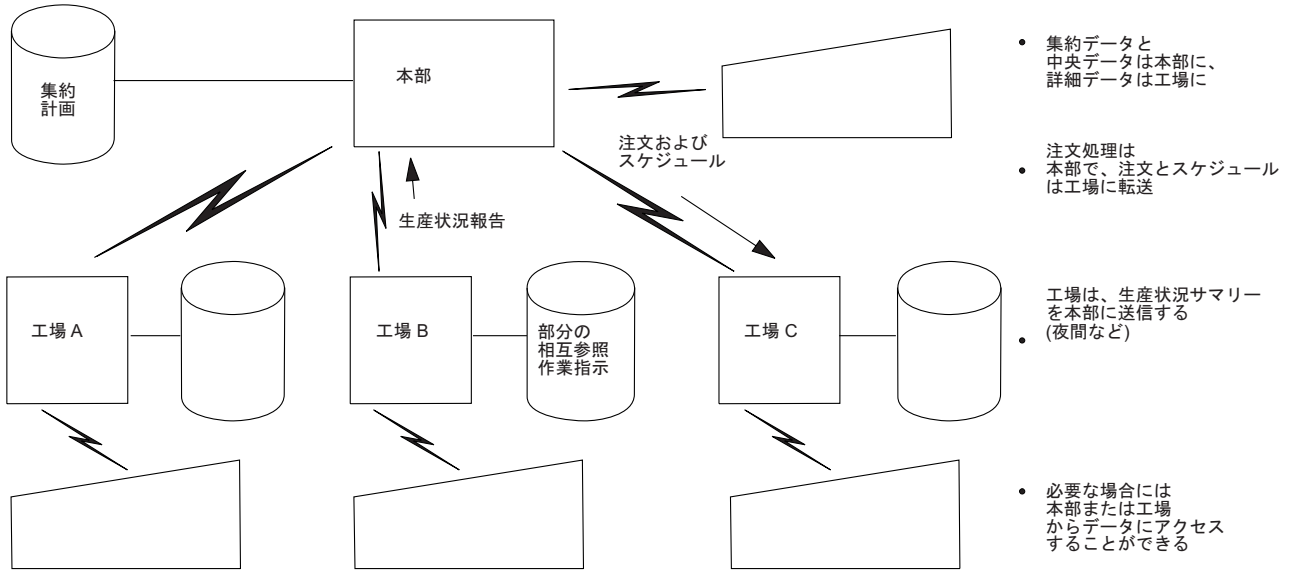 集約
計画
本部
注文および
スケジュール
生産状況報告
工場 A
工場 B
部分の
相互参照
作業指示
工場 C
• 集約データと
中央データは本部に、
詳細データは工場に
注文処理は
• 本部で、注文とスケジュール
は工場に転送
工場は、生産状況サマリー
を本部に送信する
• (夜間など)
• 必要な場合には
本部または工場
からデータにアクセス
することができる